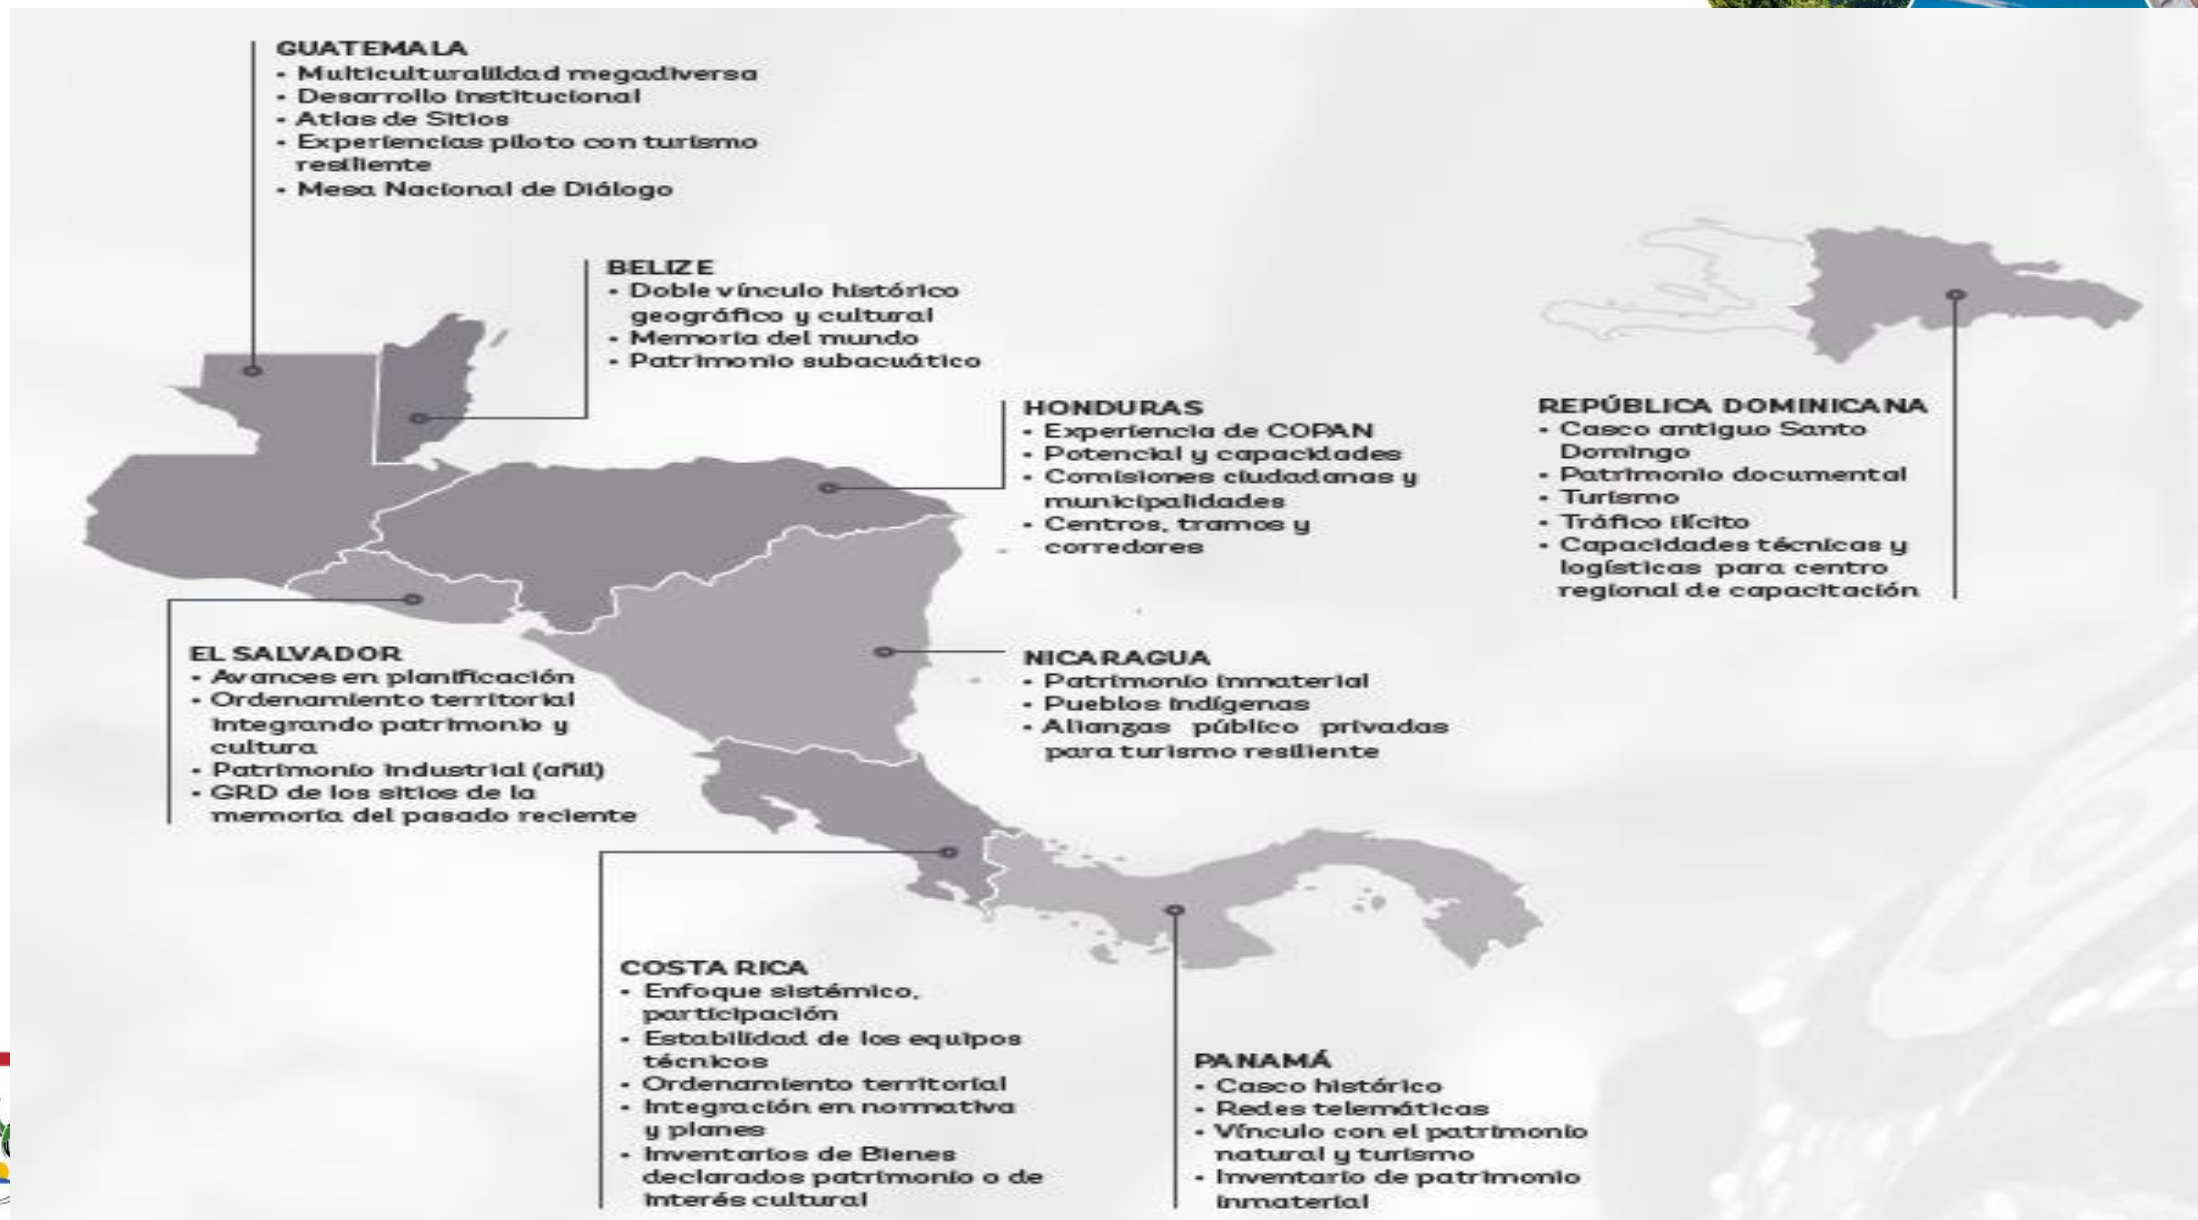 GUATEMALA
• Multiculturalildad megadiversa
• Desarrollo institucional
• Atlas de Sitios
• Experiencias piloto con turismo
resiliente
• Mesa Nacional de Diálogo
BELIZE
• Doble vínculo histórico
geográfico y cultural
• Memoria del mundo
• Patrimonio subacuático
HONDURAS
• Experiencia de COPAN
• Potencial y capacidades
• Comisiones ciudadanas y
municipalidades
• Centros, tramos y
corredores
REPÚBLICA DOMINICANA
• Casco antiguo Santo
Domingo
• Patrimonio documental
• Turismo
• Tráfico ilícito
• Capacidades técnicas y
logísticas para centro
regional de capacitación
EL SALVADOR
• Avances en planificación
• Ordenamiento territorial
integrando patrimonio y
cultura
• Patrimonio industrial (añil)
• GRD de los sitios de la
memoria del pasado reciente
NICARAGUA
• Patrimonio inmaterial
• Pueblos indígenas
• Alianzas público privadas
para turismo resiliente
COSTA RICA
• Enfoque sistémico,
participación
• Estabilidad de los equipos
técnicos
• Ordenamiento territorial
• Integración en normativa
y planes
• Inventarios de Bienes
declarados patrimonio o de
interés cultural
PANAMÁ
• Casco histórico
• Redes telemáticas
• Vínculo con el patrimonio
natural y turismo
• Inventario de patrimonio
inmaterial